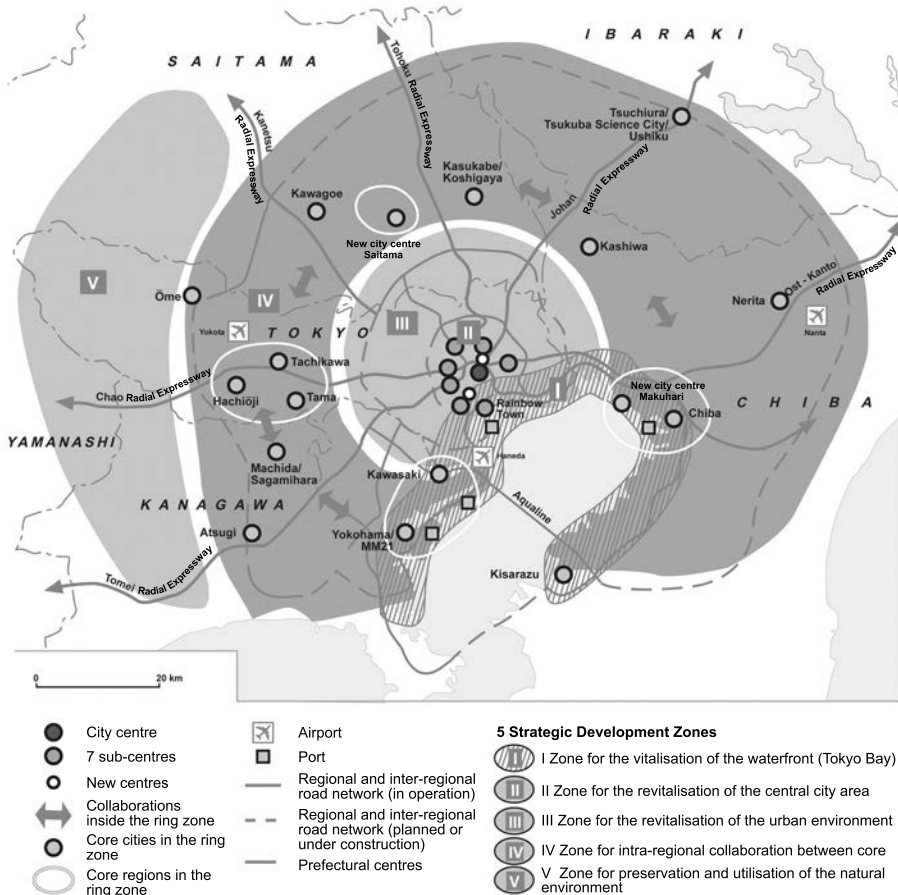 IBARAKI
SAITAMA
Tohoku Radial Expressway
Kanetsu
Radial Expressway
Tsuchiura/
Tsukuba Science City/
Ushiku
Kasukabe/
Koshigaya
Radial Expressway
Johan
Kawagoe
New city centre
Saitama
Kashiwa
Ost - Kanto
Radial Expressway
V
Ōme
IV
III
II
Nerita
Nanta
Yokota
TOKYO
Tachikawa
I
Chao Radial Expressway
Hachiōji
Tama
Rainbow
Town
New city centre
Makuhari
Chiba
CHIBA
YAMANASHI
Haneda
Machida/
Sagamihara
Kawasaki
Aqualine
KANAGAWA
Atsugi
Yokohama/
MM21
Kisarazu
Tomei Radial Expressway
0
20 km
City centre
7 sub-centres
New centres
Collaborations
inside the ring zone
Core cities in the ring
zone
Core regions in the
ring zone
Airport
Port
Regional and inter-regional
road network (in operation)
Regional and inter-regional
road network (planned or
under construction)
Prefectural centres
5 Strategic Development Zones
I I Zone for the vitalisation of the waterfront (Tokyo Bay)
II II Zone for the revitalisation of the central city area
III III Zone for the revitalisation of the urban environment
IV IV Zone for intra-regional collaboration between core
V V Zone for preservation and utilisation of the natural
environment